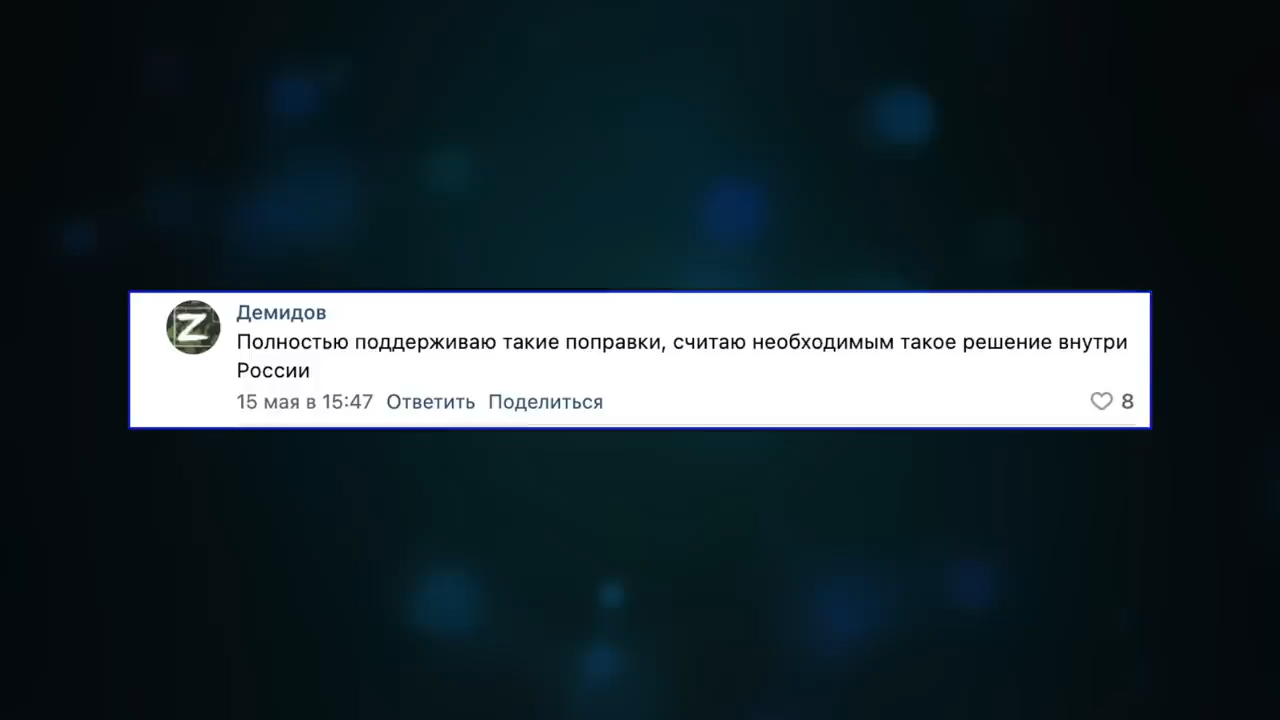 Z
Демидов
Полностью поддерживаю такие поправки, считаю необходимым такое решение внутри
России
15 мая в 15:47 Ответить Поделиться 8